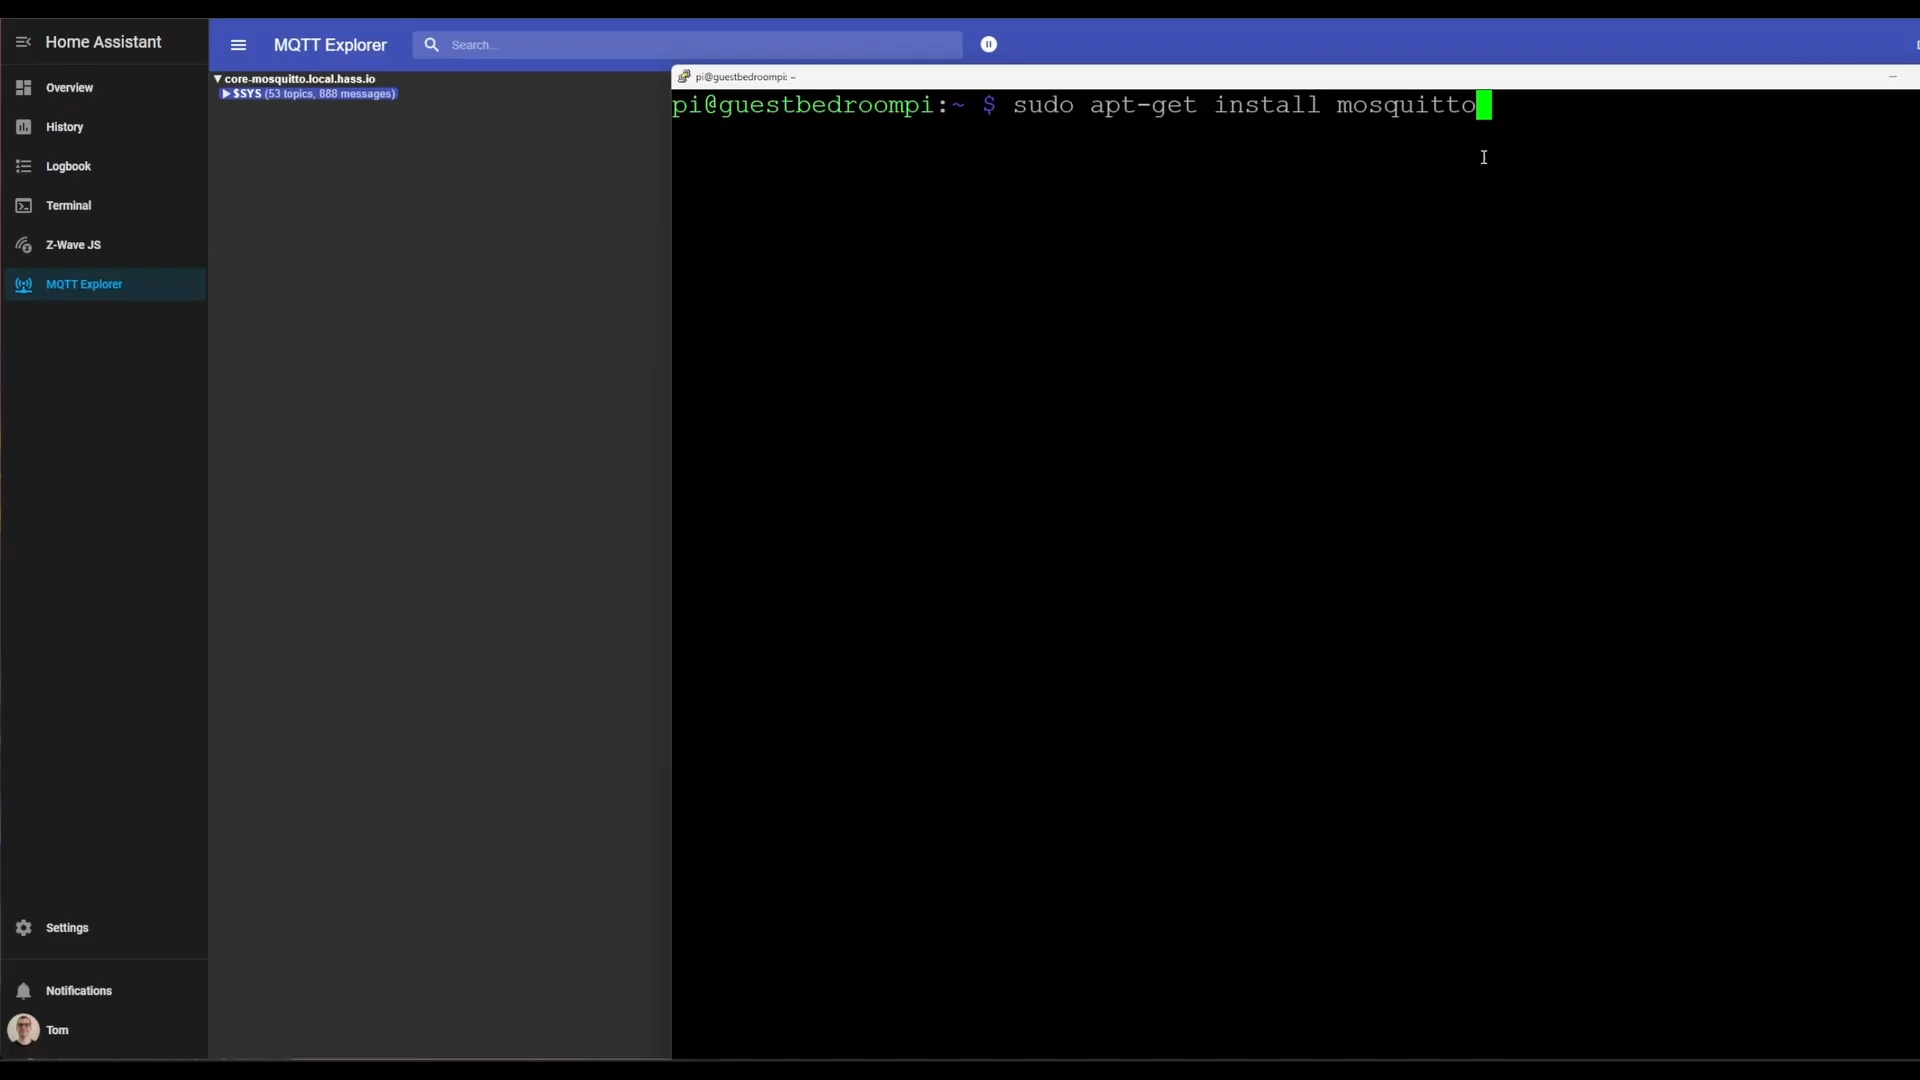 Home Assistant
Overview
History
Logbook
Terminal
Z-Wave JS
MQTT Explorer
Settings
Notifications
Tom
MQTT Explorer
Search...
core-mosquitto.local.hass.io
$SYS (53 topics, 888 messages)
pi@guestbedroompi: ~
pi@guestbedroompi:~ $ sudo apt-get install mosquitto